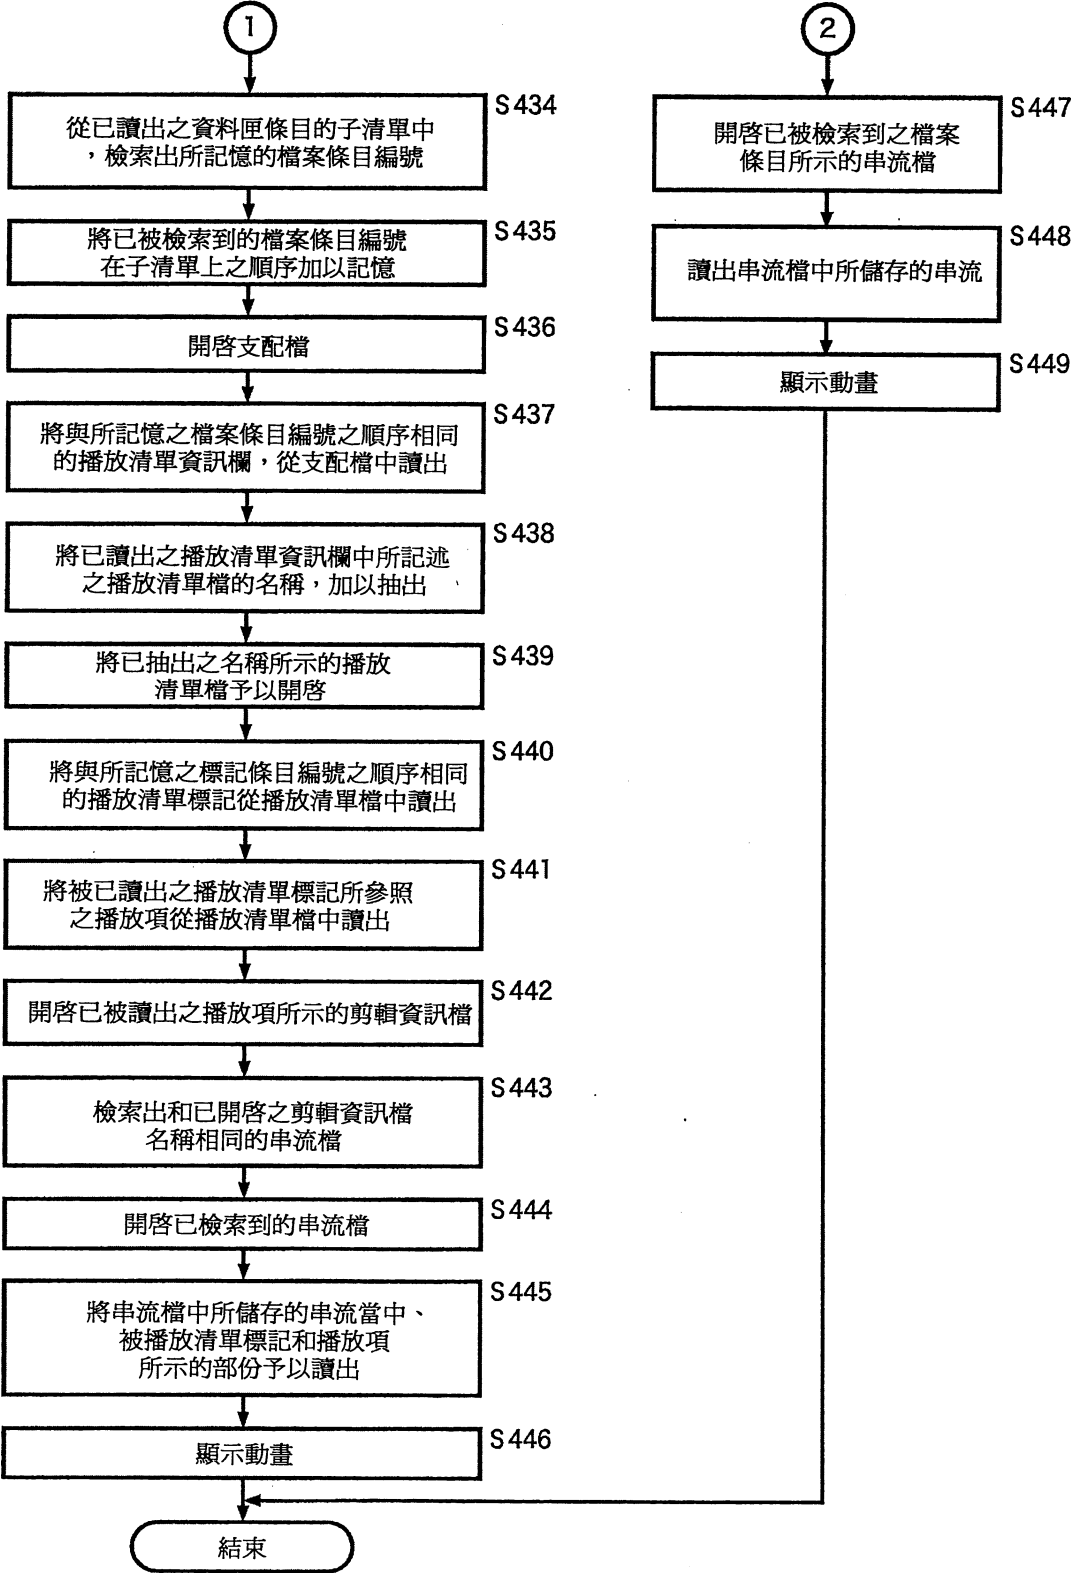 1
S434
從已讀出之資料匣條目的子清單中
，檢索出所記憶的檔案條目編號
S435
將已被檢索到的檔案條目編號
在子清單上之順序加以記憶
S436
開啓支配檔
S437
將與所記憶之檔案條目編號之順序相同
的播放清單資訊欄，從支配檔中讀出
S438
將已讀出之播放清單資訊欄中所記述
之播放清單檔的名稱，加以抽出
S439
將已抽出之名稱所示的播放
清單檔予以開啓
S440
將與所記憶之標記條目編號之順序相同
的播放清單標記從播放清單檔中讀出
S441
將被已讀出之播放清單標記所參照
之播放項從播放清單檔中讀出
S442
開啓已被讀出之播放項所示的剪輯資訊檔
S443
檢索出和已開啓之剪輯資訊檔
名稱相同的串流檔
S444
開啓已檢索到的串流檔
S445
將串流檔中所儲存的串流當中、
被播放清單標記和播放項
所示的部份予以讀出
S446
顯示動畫
結束
2
S447
開啓已被檢索到之檔案
條目所示的串流檔
S448
讀出串流檔中所儲存的串流
S449
顯示動畫